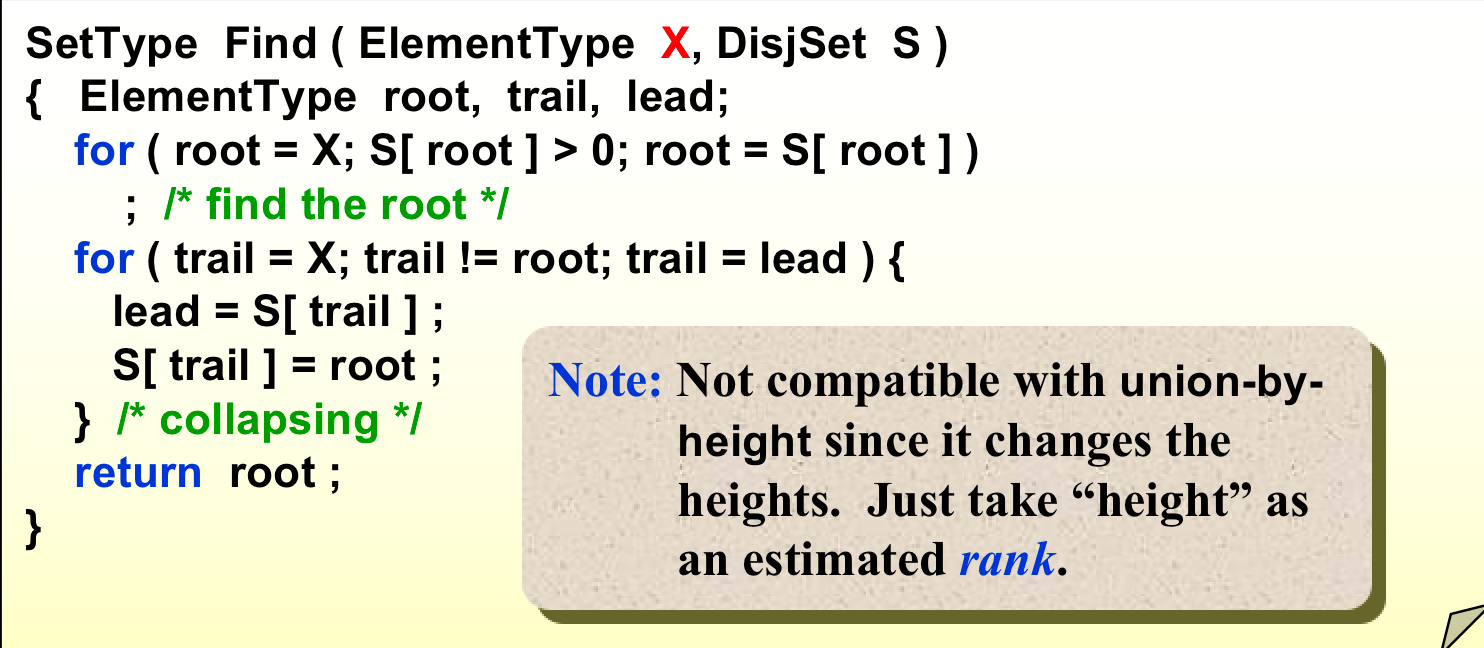 SetType Find ( ElementType X, DisjSet S )
{ ElementType root, trail, lead;
for ( root = X; S[ root ] > 0; root = S[ root ] )
; /* find the root */
for ( trail = X; trail != root; trail = lead ) {
lead = S[ trail ] ;
S[ trail ] = root ;
} /* collapsing */
return root ;
}
Note: Not compatible with union-by-
height since it changes the
heights. Just take “height” as
an estimated rank.